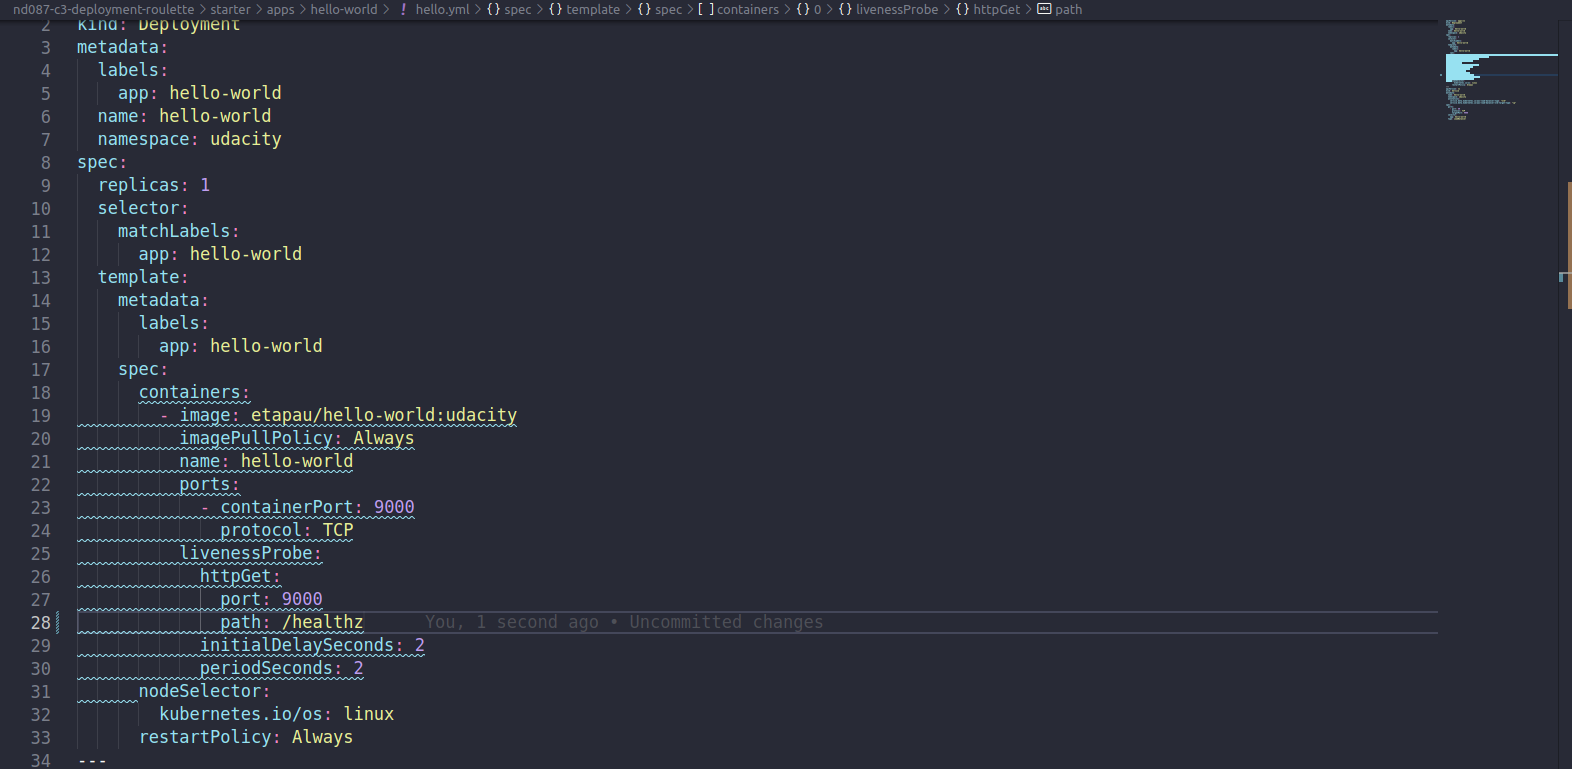 nd087-c3-deployment-roulette > starter > apps > hello-world > ! hello.yml > {} spec > {} template > {} spec > [ ] containers > {} 0 > {} livenessProbe > {} httpGet > abc path
2 kind: Deployment
3 metadata:
4   labels:
5     app: hello-world
6   name: hello-world
7   namespace: udacity
8 spec:
9   replicas: 1
10   selector:
11     matchLabels:
12       app: hello-world
13   template:
14     metadata:
15       labels:
16         app: hello-world
17     spec:
18       containers:
19         - image: etapau/hello-world:udacity
20           imagePullPolicy: Always
21           name: hello-world
22           ports:
23             - containerPort: 9000
24               protocol: TCP
25           livenessProbe:
26             httpGet:
27               port: 9000
28               path: /healthz      You, 1 second ago • Uncommitted changes
29             initialDelaySeconds: 2
30             periodSeconds: 2
31       nodeSelector:
32         kubernetes.io/os: linux
33       restartPolicy: Always
34 ---